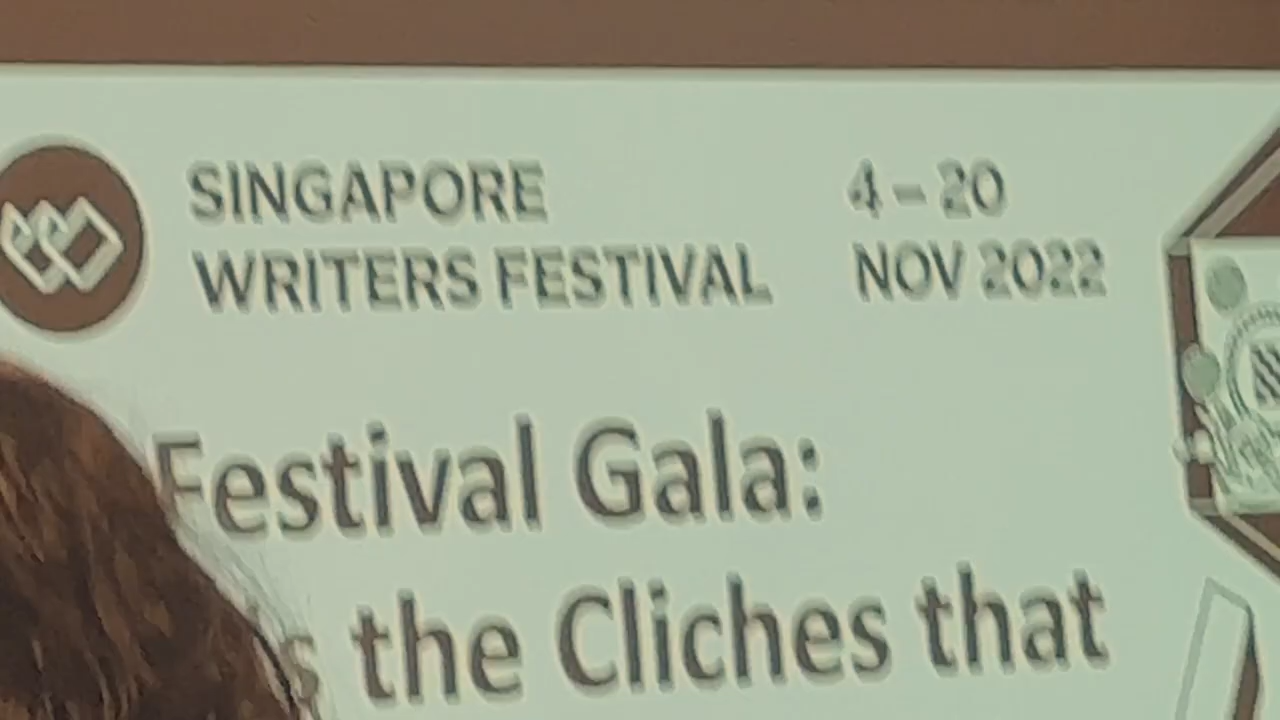 SINGAPORE
WRITERS FESTIVAL
4 – 20
NOV 2022
Festival Gala:
the Cliches that